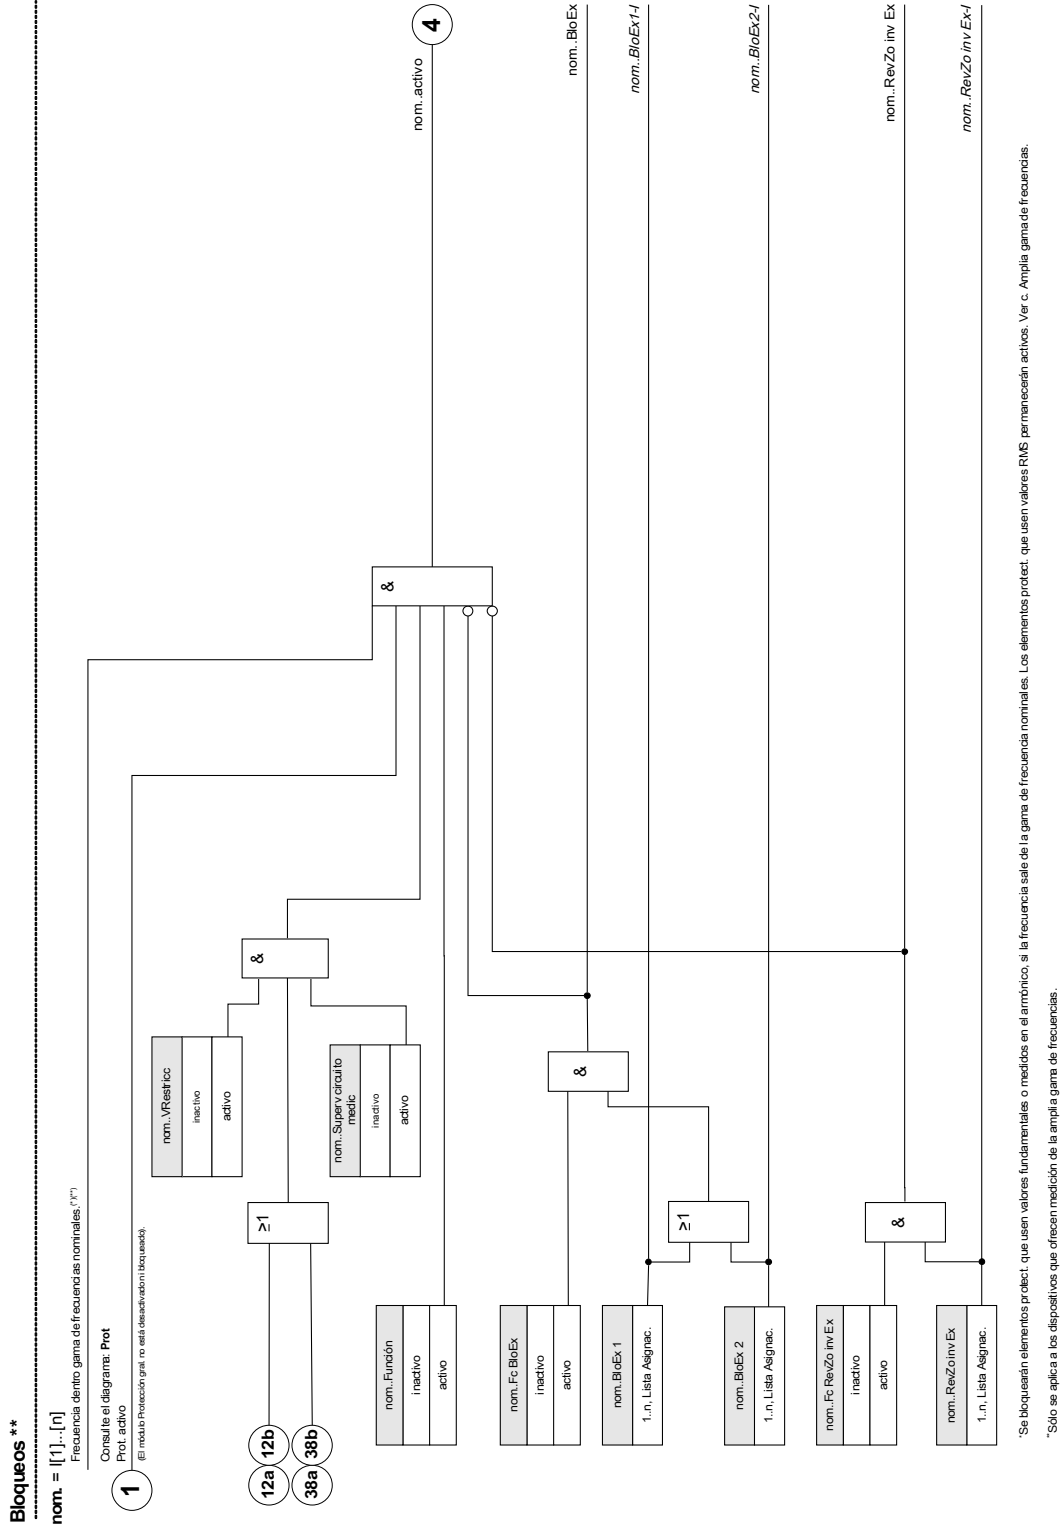 Bloqueos **
nom. = I[1]...[n]
Frecuencia dentro gama de frecuencias nominales.(*)(**)
Consulte el diagrama: Prot
Prot. activo
1
(El módulo Protección gral. no está desactivado ni bloqueado).
nom..VRestricc
inactivo
activo
12a
12b
38a
38b
≥1
nom..Superv circuito
medic
inactivo
activo
&
nom..Función
inactivo
activo
&
nom..activo
4
nom..Fc BloEx
inactivo
activo
&
nom..BloEx
nom..BloEx 1
1..n, Lista Asignac.
nom..BloEx1-I
≥1
nom..BloEx 2
1..n, Lista Asignac.
nom..BloEx2-I
nom..Fc RevZo inv Ex
inactivo
activo
&
nom..RevZo inv Ex
nom..RevZo inv Ex
1..n, Lista Asignac.
nom..RevZo inv Ex-I
*Se bloquearán elementos protect. que usen valores fundamentales o medidos en el armónico, si la frecuencia sale de la gama de frecuencia nominales. Los elementos protect. que usen valores RMS permanecerán activos. Ver c. Amplia gama de frecuencias.
**Sólo se aplica a los dispositivos que ofrecen medición de la amplia gama de frecuencias.